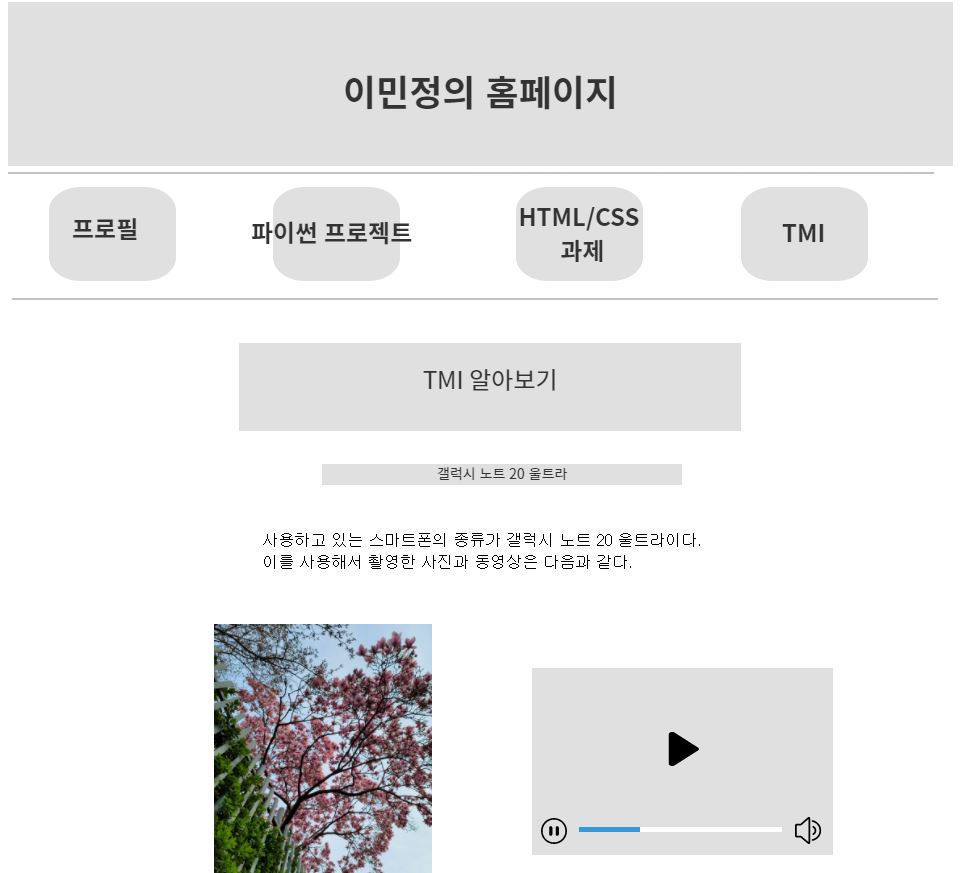 이민정의 홈페이지
프로필
파이썬 프로젝트
HTML/CSS
과제
TMI
TMI 알아보기
갤럭시 노트 20 울트라
사용하고 있는 스마트폰의 종류가 갤럭시 노트 20 울트라이다.
이를 사용해서 촬영한 사진과 동영상은 다음과 같다.